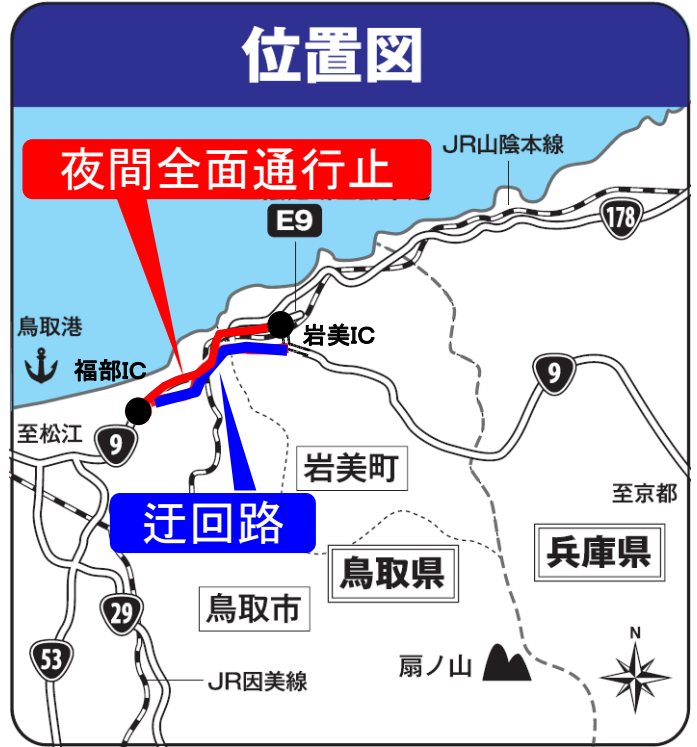 位置図
JR山陰本線
夜間全面通行止
E9
178
鳥取港
岩美IC
福部IC
9
至松江
9
岩美町
至京都
迂回路
兵庫県
鳥取県
鳥取市
29
N
53
扇ノ山
JR因美線